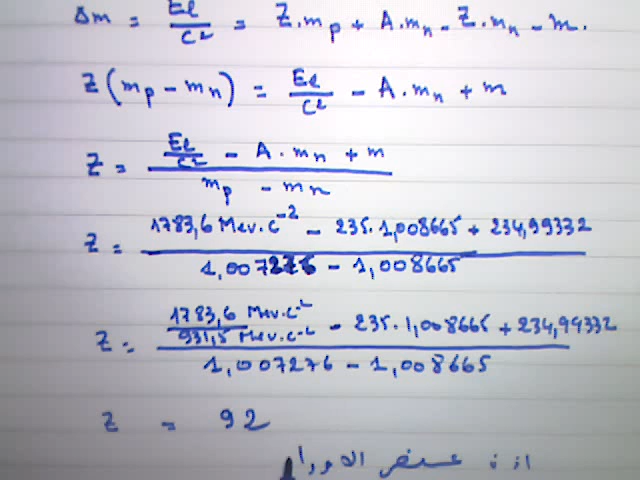 Δm = El/C² = Z.mp + A.mn - Z.mn - m.
Z(mp - mn) = El/C² - A.mn + m
Z = (El/C² - A.mn + m) / (mp - mn)
Z = (1783,6 Mev.c⁻² - 235.1,008665 + 234,99332) / (1,007276 - 1,008665)
Z = (1783,6 Mev.c⁻² / 931,5 Mev.c⁻² - 235.1,008665 + 234,99332) / (1,007276 - 1,008665)
Z = 92